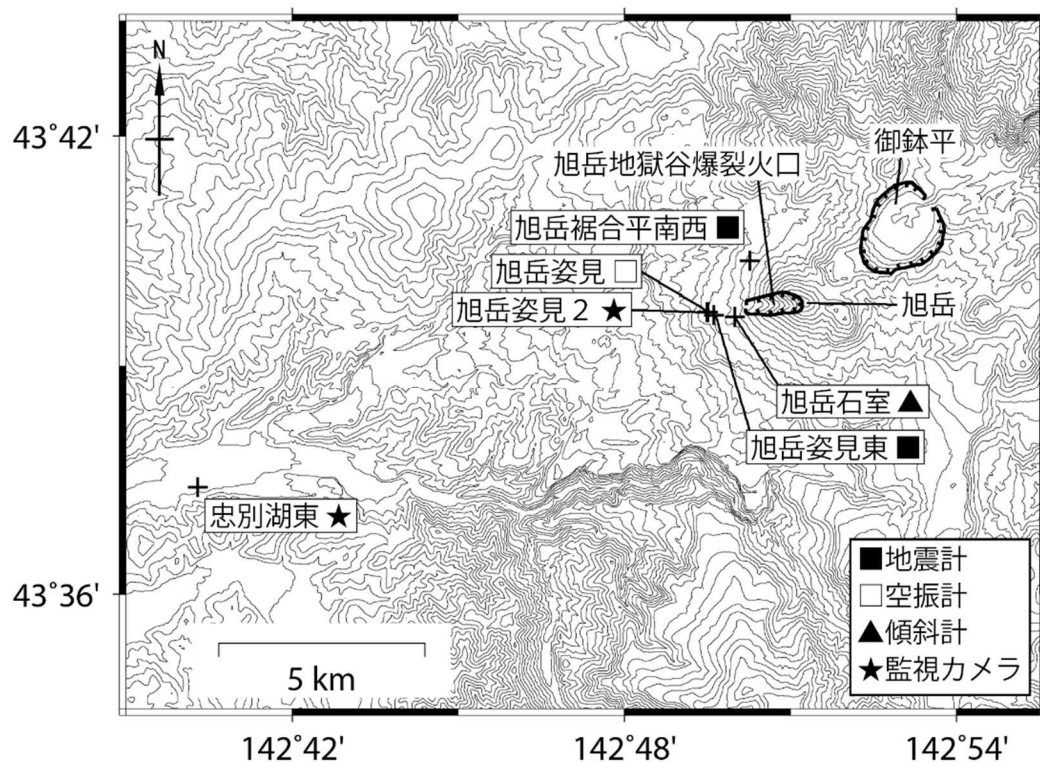 N
43°42'
御鉢平
旭岳地獄谷爆裂火口
旭岳裾合平南西 ■
旭岳姿見 □
旭岳姿見2 ★
旭岳
旭岳石室 ▲
旭岳姿見東 ■
忠別湖東 ★
43°36'
■地震計
□空振計
▲傾斜計
★監視カメラ
5 km
142°42'
142°48'
142°54'